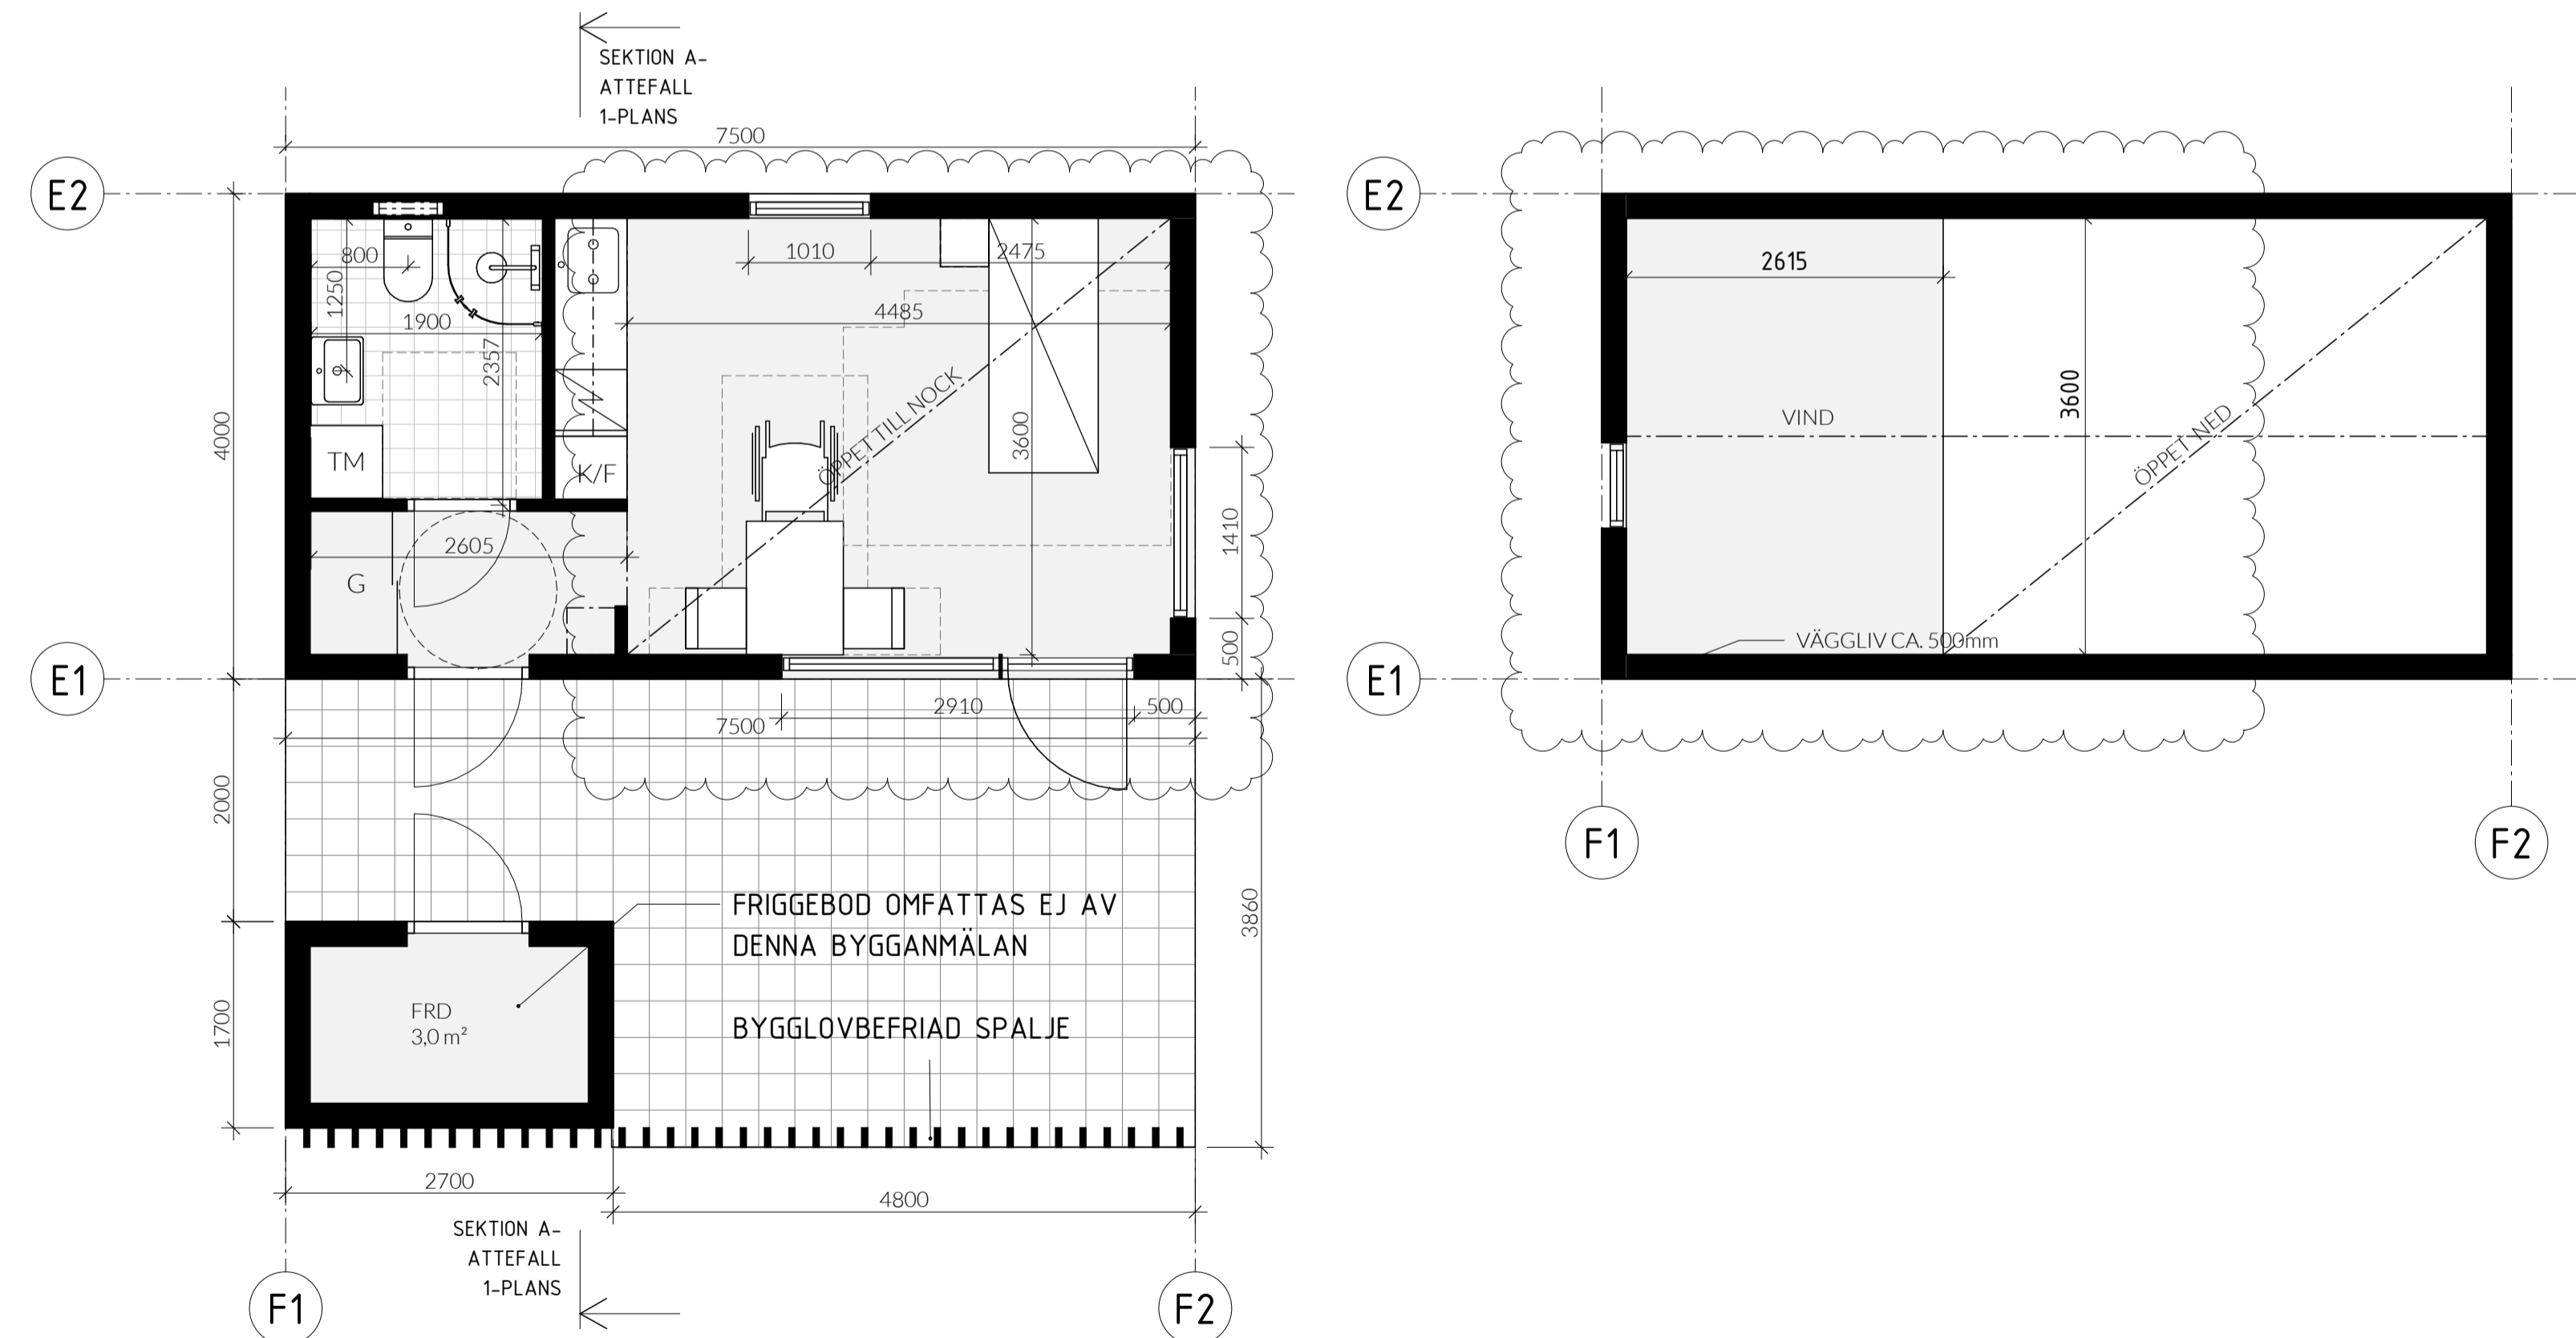 SEKTION A-
ATTEFALL
1-PLANS
7500
E2
800
1250
1900
2357
1010
2475
4485
4000
TM
K/F
ÖPPET TILL NOCK
3600
1410
2605
G
500
E1
2910
500
7500
2000
FRIGGEBOD OMFATTAS EJ AV
DENNA BYGGANMÄLAN
3860
FRD
3,0 m²
1700
BYGGLOVBEFRIAD SPALJE
2700
4800
SEKTION A-
ATTEFALL
1-PLANS
F1
F2
E2
2615
3600
VIND
ÖPPET NED
VÄGGLIV CA. 500mm
E1
F1
F2